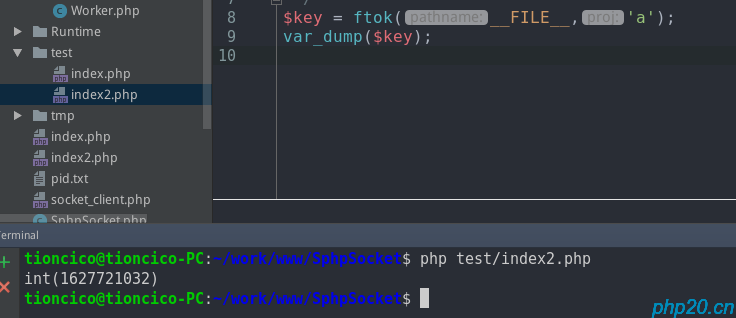 Worker.php
Runtime
test
index.php
index2.php
tmp
index.php
index2.php
pid.txt
socket_client.php
SphpSocket.php
8 $key = ftok( pathname: __FILE__, proj: 'a');
9 var_dump($key);
10
Terminal
tioncico@tioncico-PC:~/work/www/SphpSocket$ php test/index2.php
int(1627721032)
tioncico@tioncico-PC:~/work/www/SphpSocket$
php20.cn